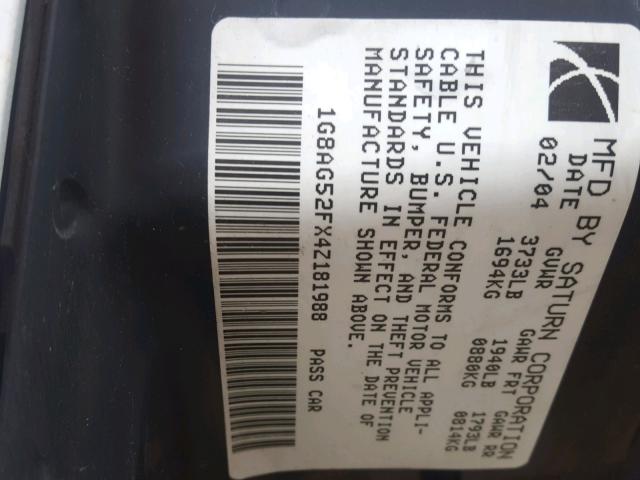 MFD BY SATURN CORPORATION
DATE GVWR GAWR FRT GAWR RR
02/04 3733LB 1940LB 1793LB
1694KG 0880KG 0814KG
THIS VEHICLE CONFORMS TO ALL APPLI-
CABLE U.S. FEDERAL MOTOR VEHICLE
SAFETY, BUMPER, AND THEFT PREVENTION
STANDARDS IN EFFECT ON THE DATE OF
MANUFACTURE SHOWN ABOVE.
1G8AG52FX4Z181988 PASS CAR